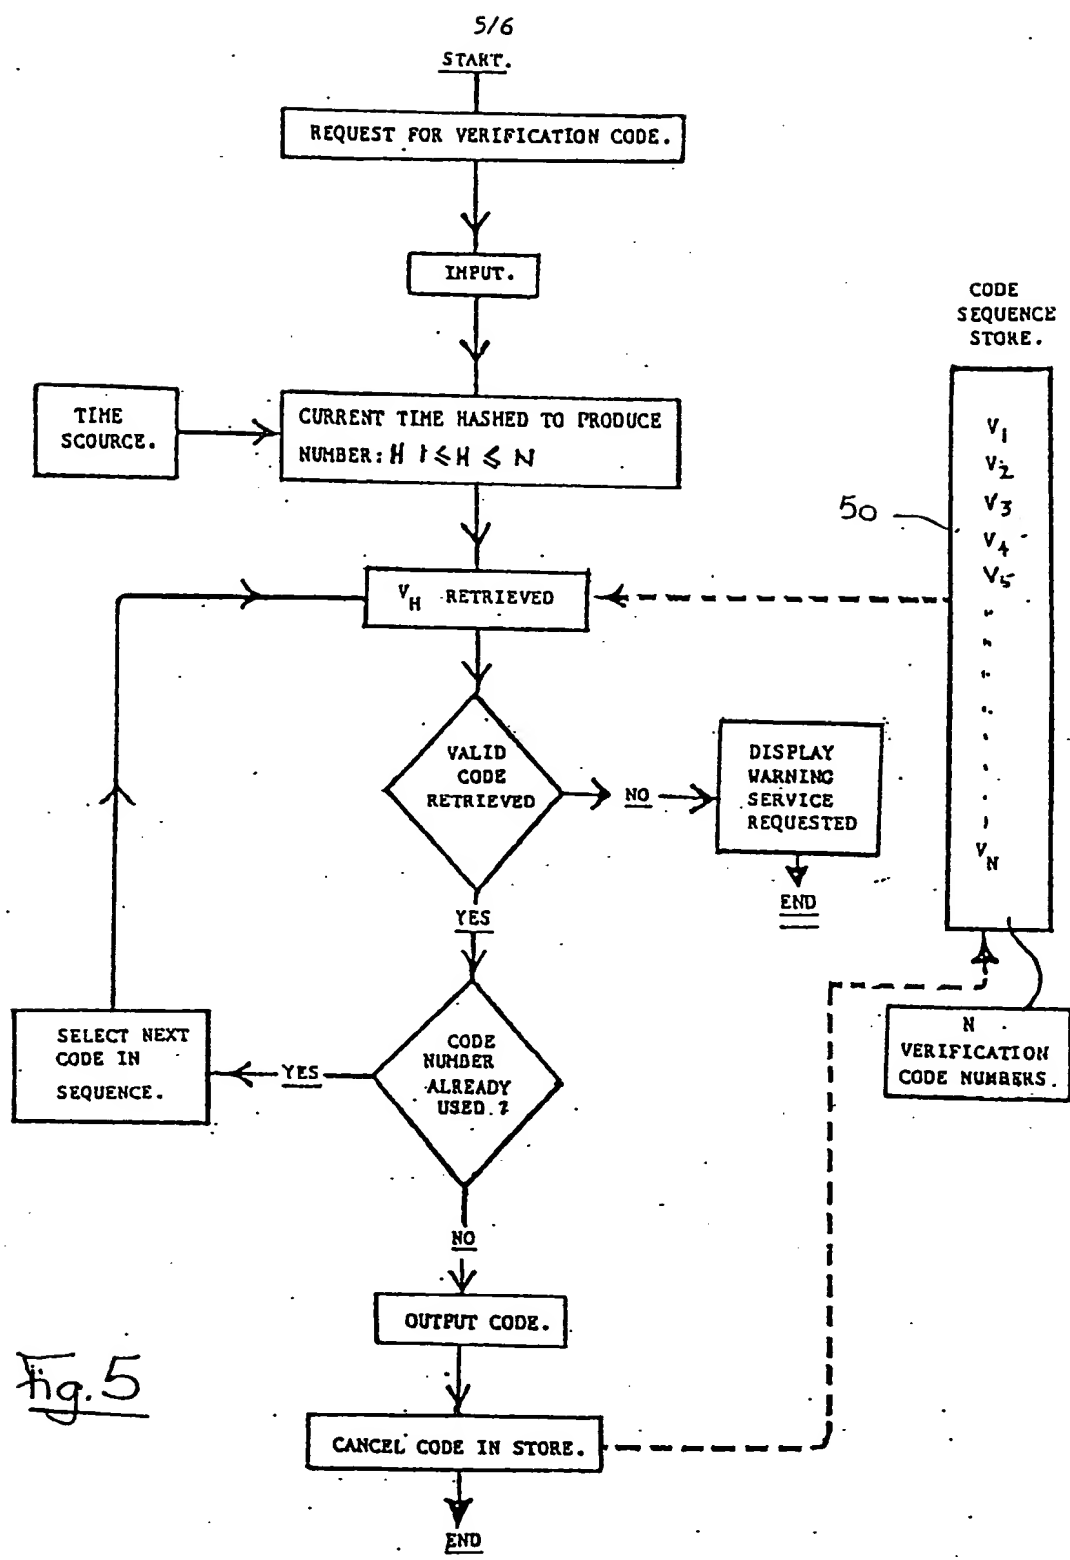 5/6
START.
REQUEST FOR VERIFICATION CODE.
INPUT.
TIME
SCOURCE.
CURRENT TIME HASHED TO PRODUCE
NUMBER: H 1 ≤ H ≤ N
CODE
SEQUENCE
STORE.
V1
V2
V3
V4
V5
VN
50
VH RETRIEVED
VALID
CODE
RETRIEVED
NO
DISPLAY
WARNING
SERVICE
REQUESTED
END
YES
N
VERIFICATION
CODE NUMBERS.
SELECT NEXT
CODE IN
SEQUENCE.
YES
CODE
NUMBER
ALREADY
USED.?
NO
OUTPUT CODE.
CANCEL CODE IN STORE.
END
Fig. 5